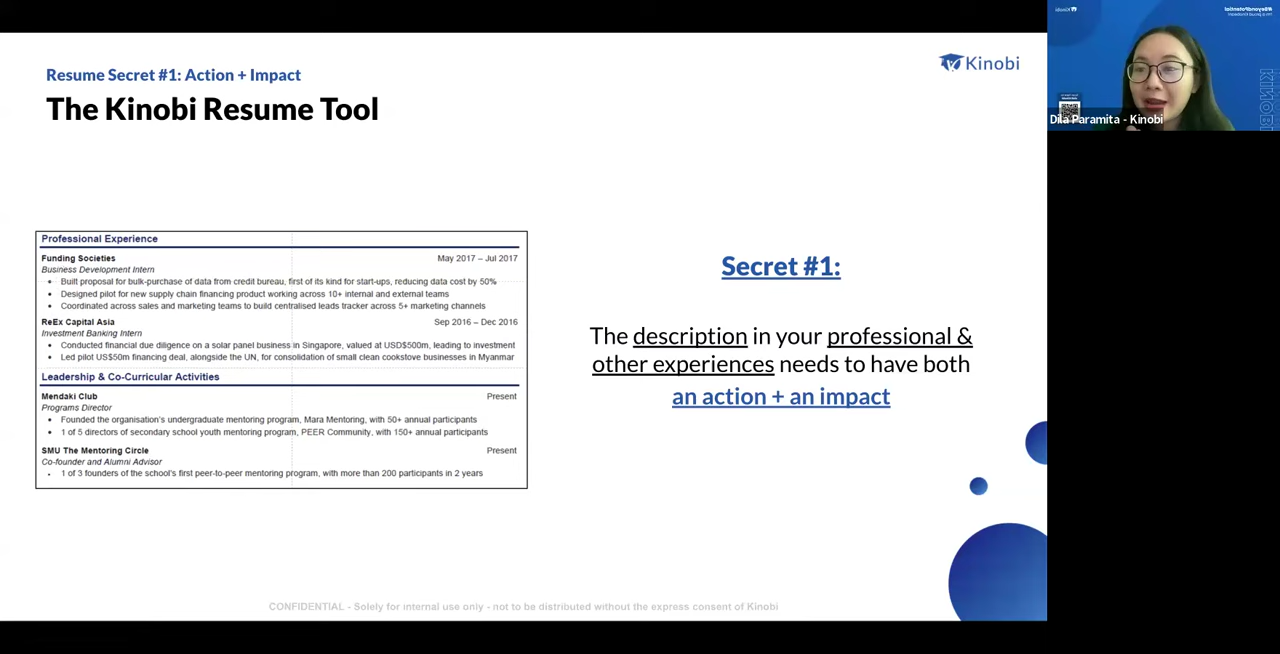 Resume Secret #1: Action + Impact
The Kinobi Resume Tool
Kinobi
Professional Experience
Funding Societies May 2017 – Jul 2017
Business Development Intern
• Built proposal for bulk-purchase of data from credit bureau, first of its kind for start-ups, reducing data cost by 50%
• Designed pilot for new supply chain financing product working across 10+ internal and external teams
• Coordinated across sales and marketing teams to build centralised leads tracker across 5+ marketing channels
ReEx Capital Asia Sep 2016 – Dec 2016
Investment Banking Intern
• Conducted financial due diligence on a solar panel business in Singapore, valued at USD$500m, leading to investment
• Led pilot US$50m financing deal, alongside the UN, for consolidation of small clean cookstove businesses in Myanmar
Leadership & Co-Curricular Activities
Mendaki Club Present
Programs Director
• Founded the organisation's undergraduate mentoring program, Mara Mentoring, with 50+ annual participants
• 1 of 5 directors of secondary school youth mentoring program, PEER Community, with 150+ annual participants
SMU The Mentoring Circle Present
Co-founder and Alumni Advisor
• 1 of 3 founders of the school's first peer-to-peer mentoring program, with more than 200 participants in 2 years
Secret #1:
The description in your professional &
other experiences needs to have both
an action + an impact
CONFIDENTIAL - Solely for internal use only - not to be distributed without the express consent of Kinobi
Kinobi
#BeyondPotential
KINOBI
Dila Paramita - Kinobi